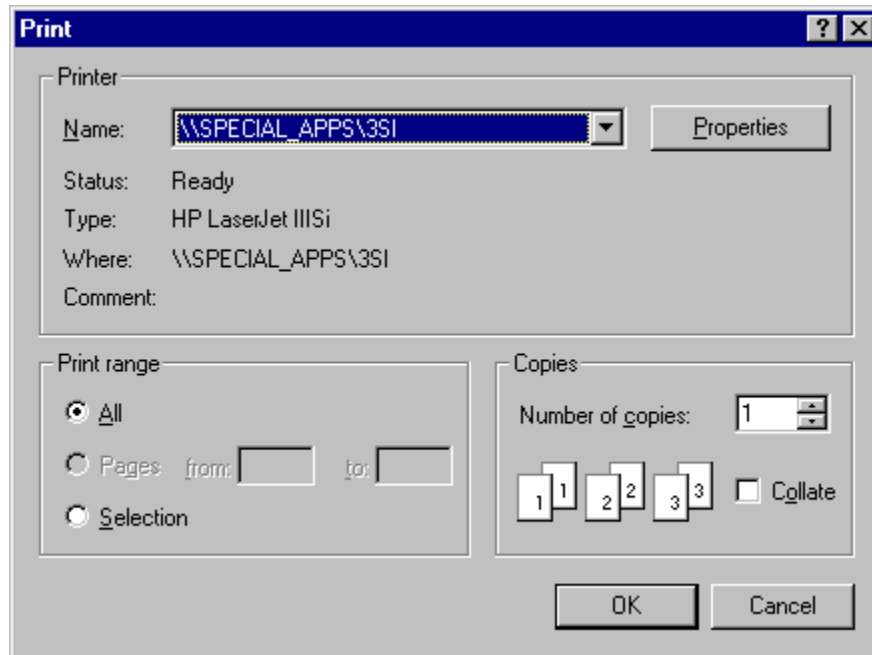 Print
Printer
Name: \\SPECIAL_APPS\3SI Properties
Status: Ready
Type: HP LaserJet IIISi
Where: \\SPECIAL_APPS\3SI
Comment:
Print range
All
Pages from: to:
Selection
Copies
Number of copies: 1
1 1 2 2 3 3 Collate
OK Cancel